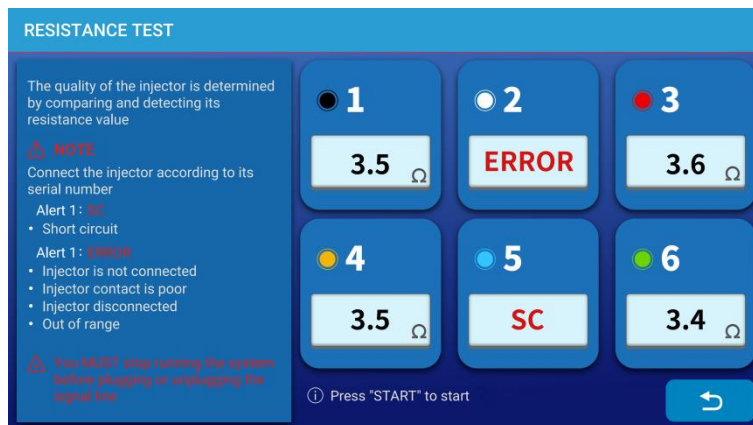 RESISTANCE TEST
The quality of the injector is determined
by comparing and detecting its
resistance value
NOTE
Connect the injector according to its
serial number
Alert 1: SC
• Short circuit
Alert 1: ERROR
• Injector is not connected
• Injector contact is poor
• Injector disconnected
• Out of range
You MUST stop running the system
before plugging or unplugging the
signal line
1
3.5 Ω
2
ERROR
3
3.6 Ω
4
3.5 Ω
5
SC
6
3.4 Ω
Press "START" to start